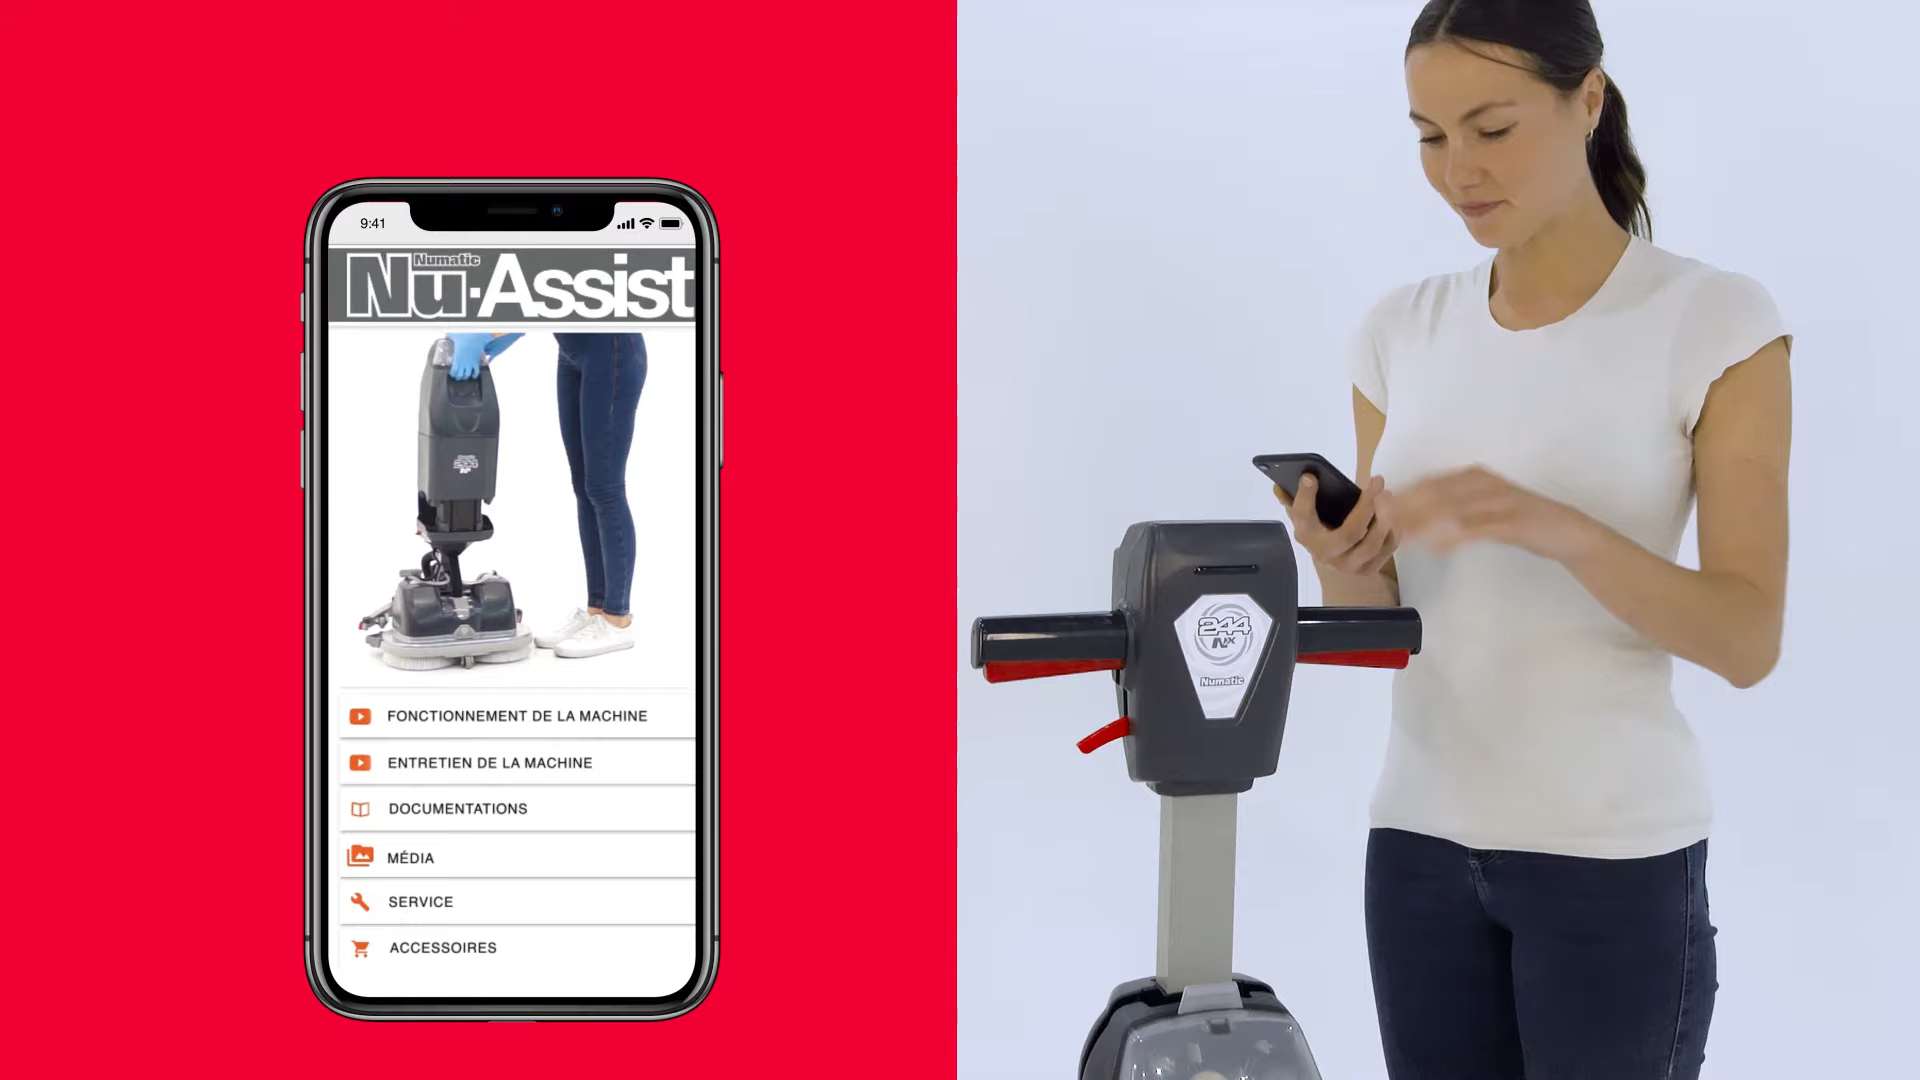 9:41
Numatic
Nu-Assist
244
FONCTIONNEMENT DE LA MACHINE
ENTRETIEN DE LA MACHINE
DOCUMENTATIONS
MÉDIA
SERVICE
ACCESSOIRES
244
NX
Numatic